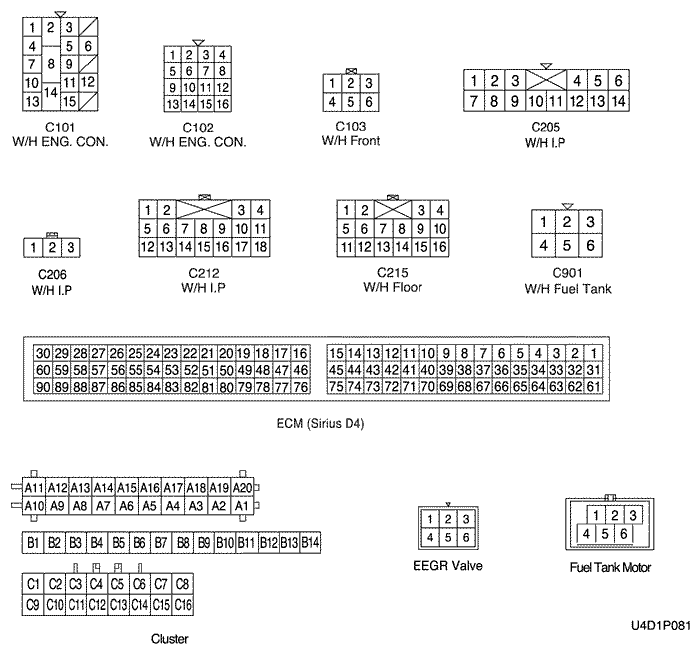 1 2 3
4 5 6
7 8 9
10 11 12
13 14 15
C101
W/H ENG. CON.
1 2 3 4
5 6 7 8
9 10 11 12
13 14 15 16
C102
W/H ENG. CON.
1 2 3
4 5 6
C103
W/H Front
1 2 3 4 5 6
7 8 9 10 11 12 13 14
C205
W/H I.P
1 2 3
C206
W/H I.P
1 2 3 4
5 6 7 8 9 10 11
12 13 14 15 16 17 18
C212
W/H I.P
1 2 3 4
5 6 7 8 9 10
11 12 13 14 15 16
C215
W/H Floor
1 2 3
4 5 6
C901
W/H Fuel Tank
30 29 28 27 26 25 24 23 22 21 20 19 18 17 16 15 14 13 12 11 10 9 8 7 6 5 4 3 2 1
60 59 58 57 56 55 54 53 52 51 50 49 48 47 46 45 44 43 42 41 40 39 38 37 36 35 34 33 32 31
90 89 88 87 86 85 84 83 82 81 80 79 78 77 76 75 74 73 72 71 70 69 68 67 66 65 64 63 62 61
ECM (Sirius D4)
A11 A12 A13 A14 A15 A16 A17 A18 A19 A20
A10 A9 A8 A7 A6 A5 A4 A3 A2 A1
B1 B2 B3 B4 B5 B6 B7 B8 B9 B10 B11 B12 B13 B14
C1 C2 C3 C4 C5 C6 C7 C8
C9 C10 C11 C12 C13 C14 C15 C16
Cluster
1 2 3
4 5 6
EEGR Valve
1 2 3
4 5 6
Fuel Tank Motor
U4D1P081